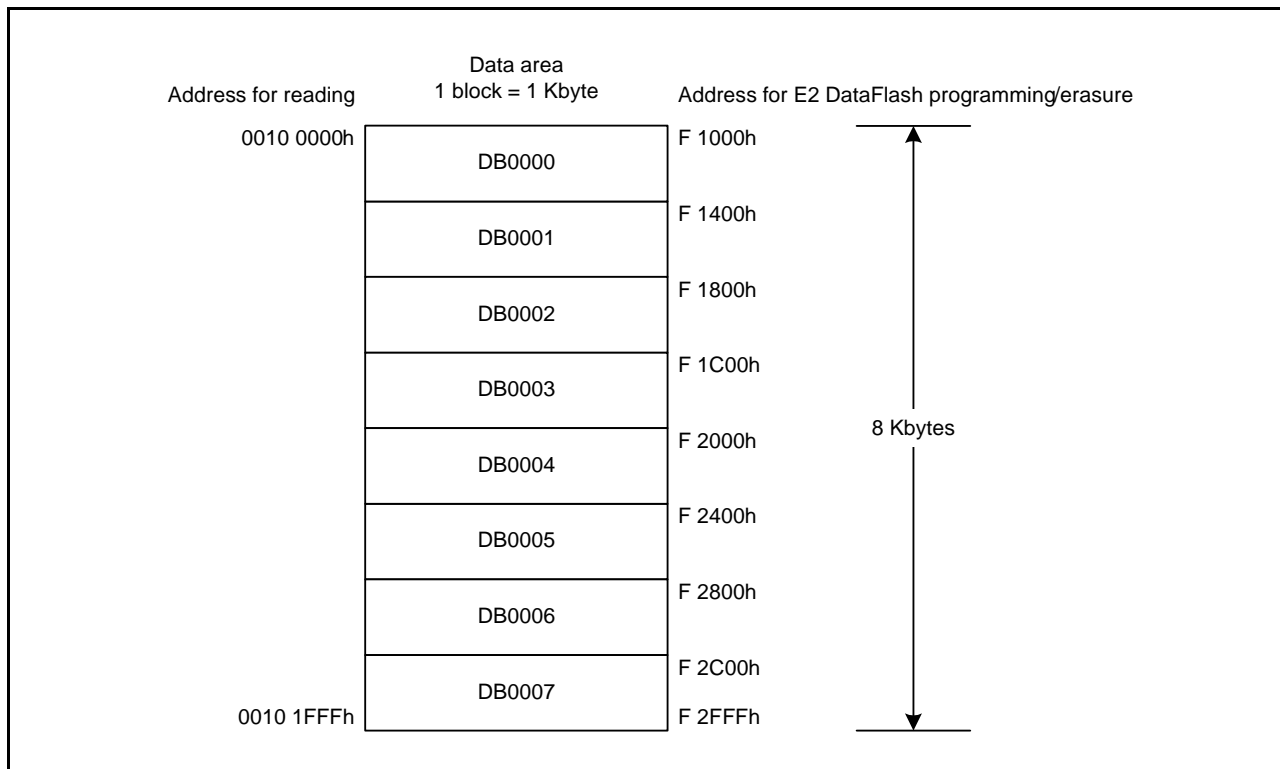 Data area
Address for reading 1 block = 1 Kbyte Address for E2 DataFlash programming/erasure
0010 0000h F 1000h
DB0000
F 1400h
DB0001
F 1800h
DB0002
F 1C00h
DB0003
F 2000h
DB0004
8 Kbytes
F 2400h
DB0005
F 2800h
DB0006
F 2C00h
DB0007
0010 1FFFh F 2FFFh